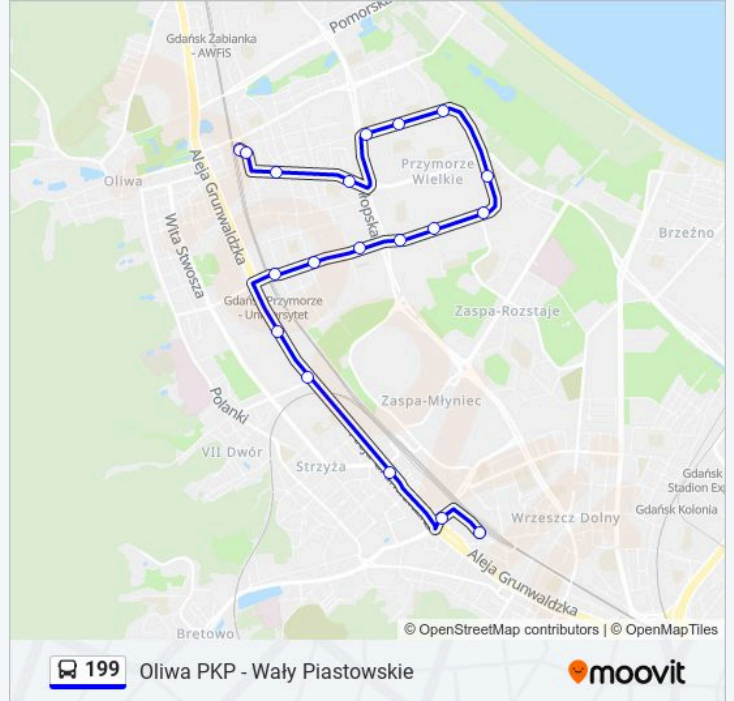 Pomorska
Gdańsk Żabianka
- AWFiS
Aleja Grunwaldzka
Oliwa
Przymorze
Wielkie
Wita Stwosza
Brzeźno
Gdańsk Przymorze
- Uniwersytet
Zaspa-Rozstaje
Polanki
Zaspa-Młyniec
VII Dwór
Strzyża
Gdańsk
Stadion Ex
Gdańsk Kolonia
Wrzeszcz Dolny
Aleja Grunwaldzka
Bretowo
© OpenStreetMap contributors | © OpenMapTiles
199 Oliwa PKP - Wały Piastowskie
moovit